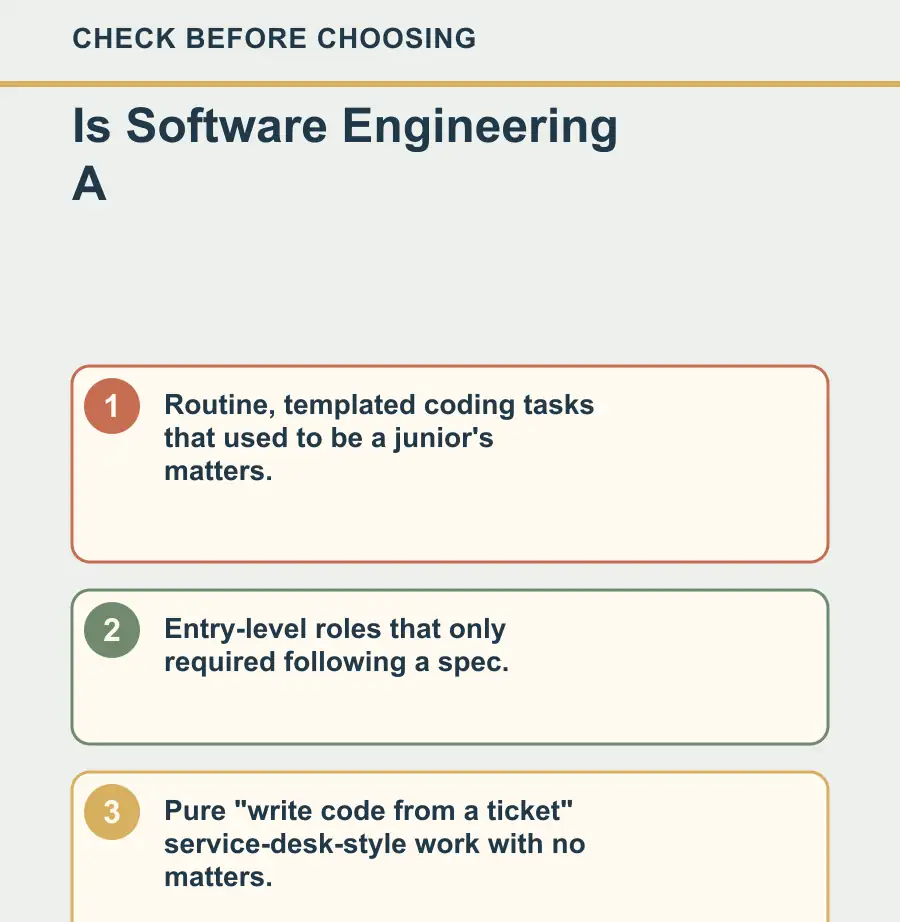 CHECK BEFORE CHOOSING
Is Software Engineering
A
1
Routine, templated coding tasks
that used to be a junior's
matters.
2
Entry-level roles that only
required following a spec.
3
Pure "write code from a ticket"
service-desk-style work with no
matters.